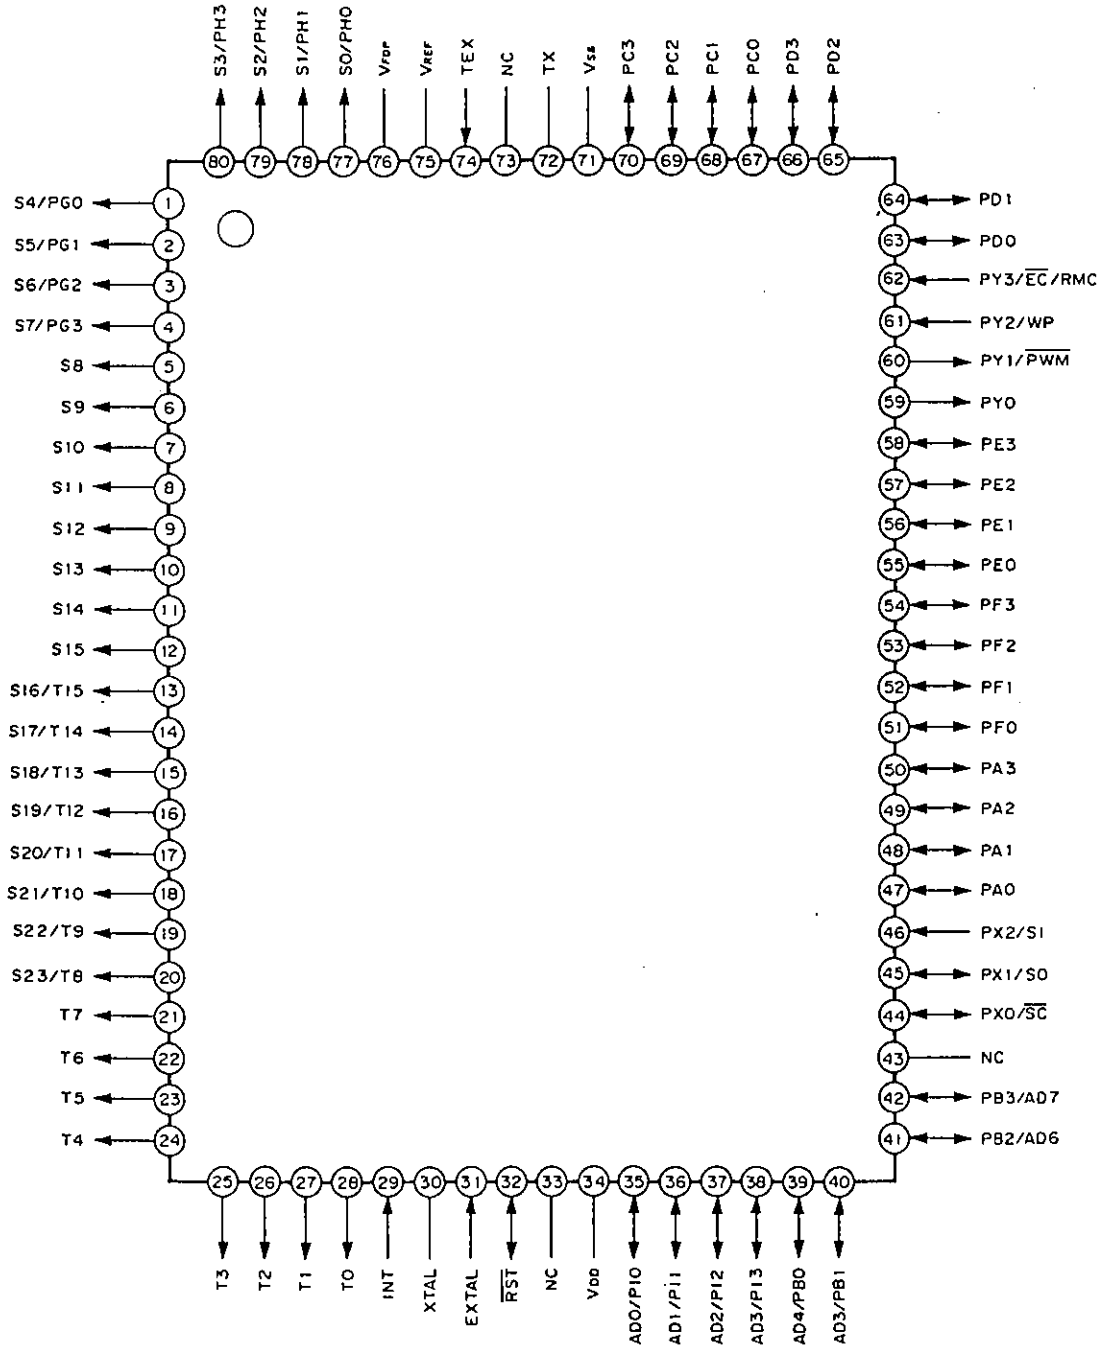 S3/PH3
S2/PH2
S1/PH1
S0/PH0
VFDP
VREF
TEX
NC
TX
VSS
PC3
PC2
PC1
PC0
PD3
PD2
80
79
78
77
76
75
74
73
72
71
70
69
68
67
66
65
S4/PG0
1
S5/PG1
2
S6/PG2
3
S7/PG3
4
S8
5
S9
6
S10
7
S11
8
S12
9
S13
10
S14
11
S15
12
S16/T15
13
S17/T14
14
S18/T13
15
S19/T12
16
S20/T11
17
S21/T10
18
S22/T9
19
S23/T8
20
T7
21
T6
22
T5
23
T4
24
64
PD1
63
PD0
62
PY3/EC/RMC
61
PY2/WP
60
PY1/PWM
59
PY0
58
PE3
57
PE2
56
PE1
55
PE0
54
PF3
53
PF2
52
PF1
51
PF0
50
PA3
49
PA2
48
PA1
47
PA0
46
PX2/SI
45
PX1/SO
44
PX0/SC
43
NC
42
PB3/AD7
41
PB2/AD6
25
26
27
28
29
30
31
32
33
34
35
36
37
38
39
40
T3
T2
T1
T0
INT
XTAL
EXTAL
RST
NC
VDD
AD0/PI0
AD1/PI1
AD2/PI2
AD3/PI3
AD4/PB0
AD3/PB1